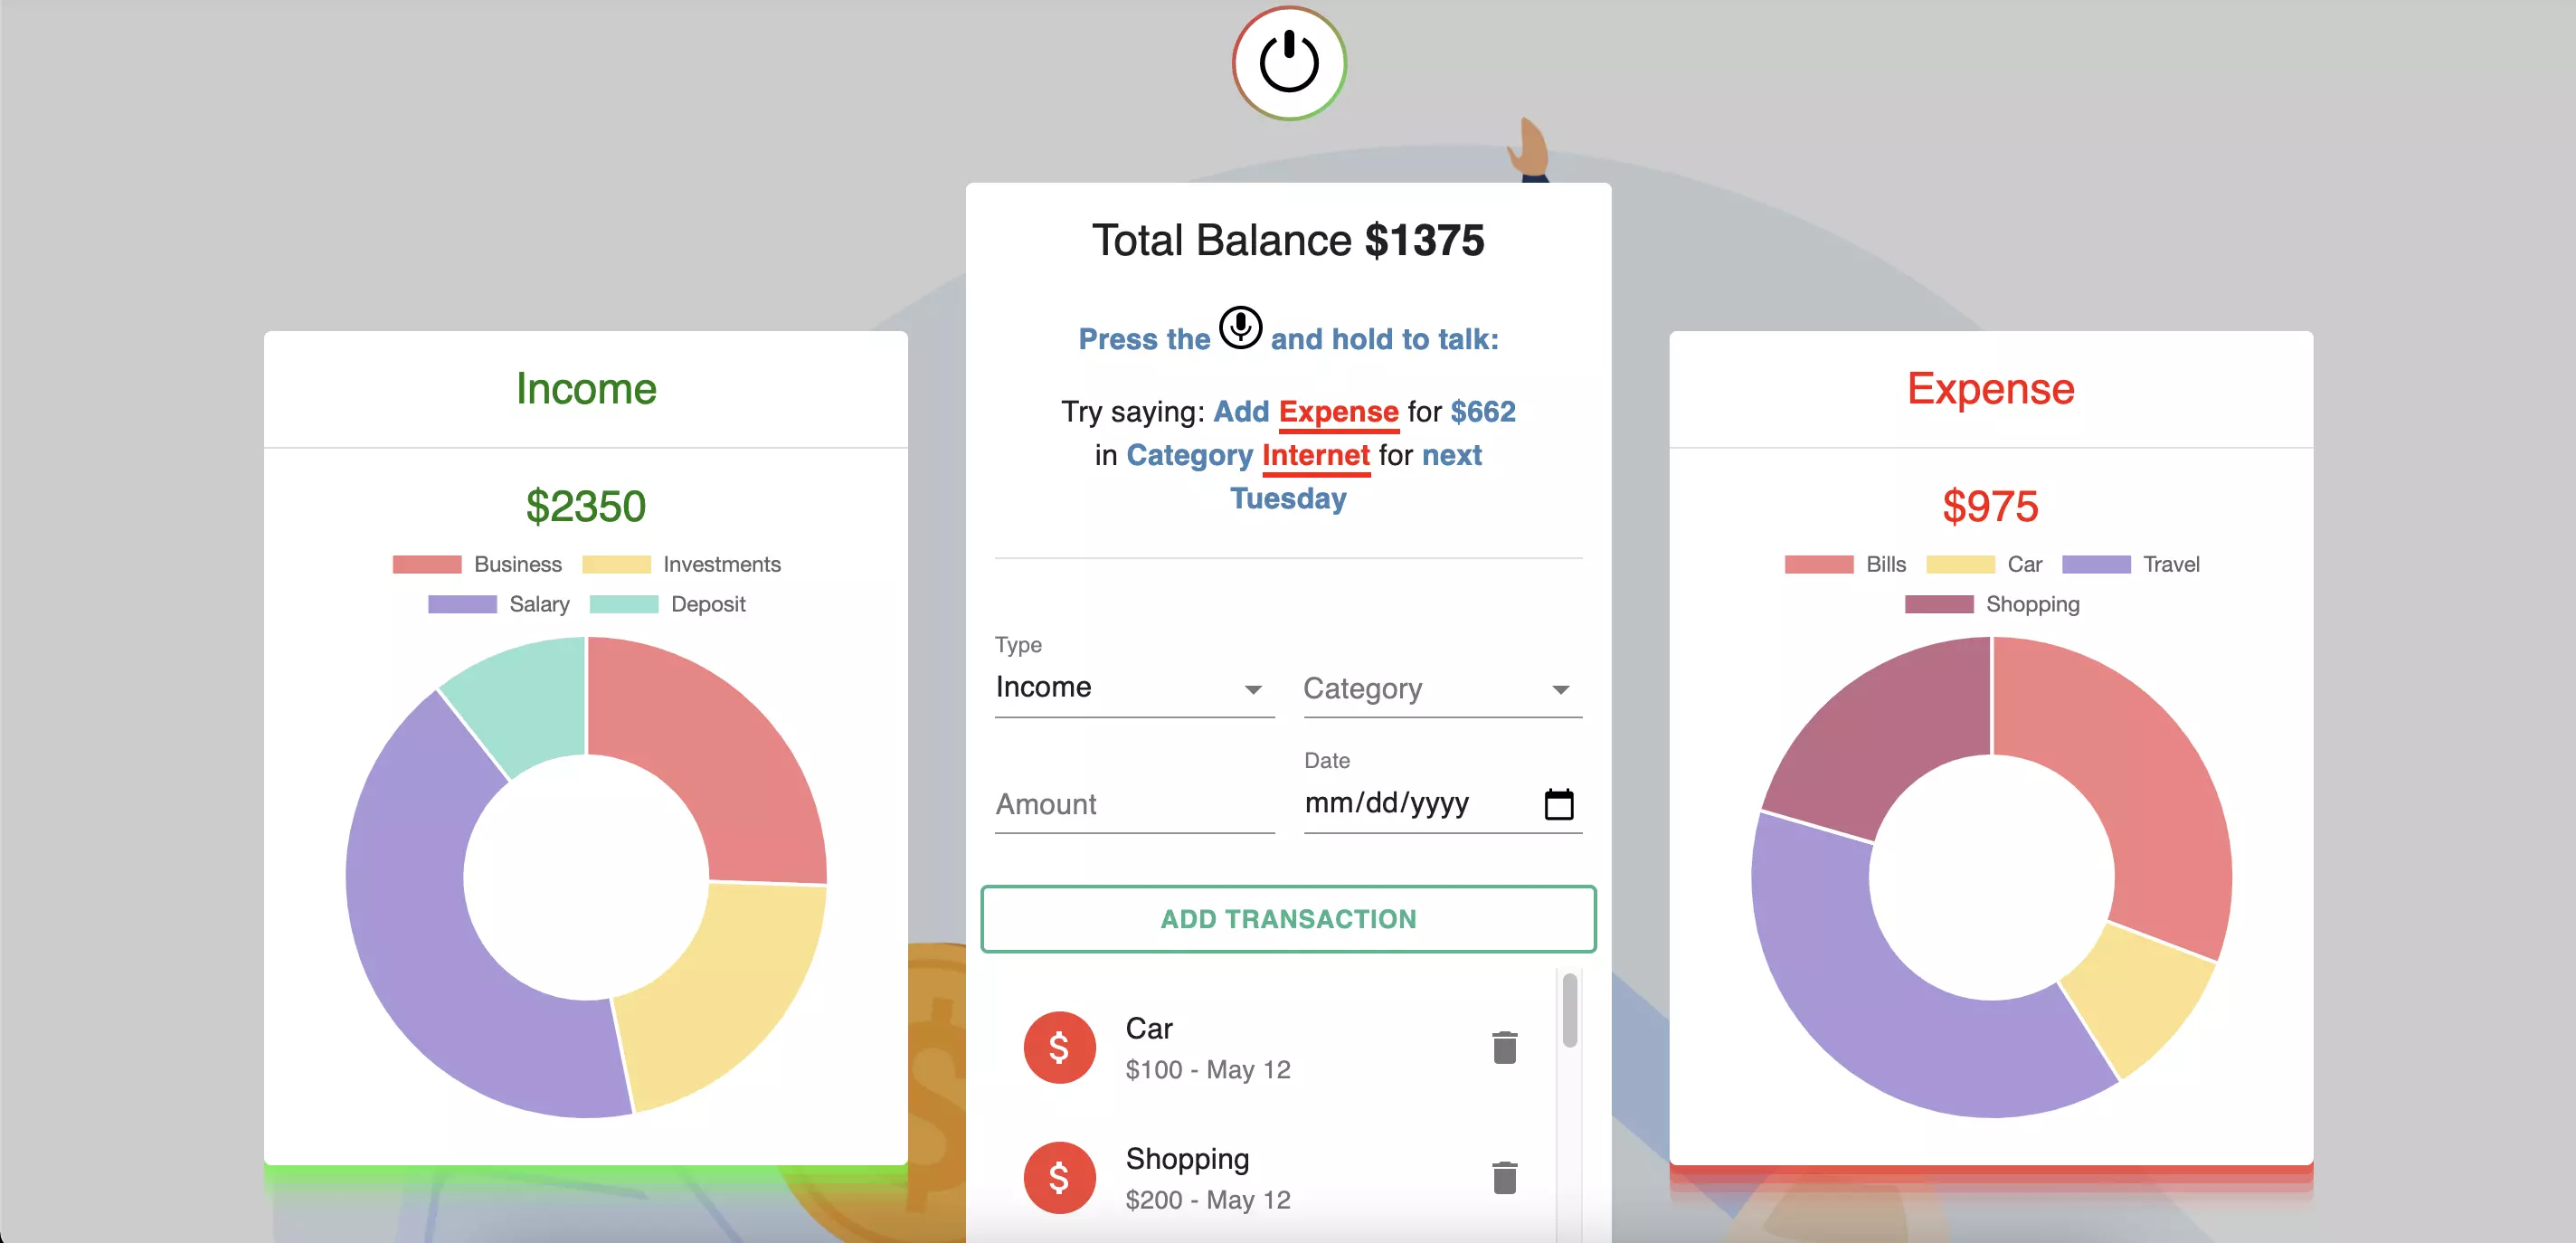 Income
$2350
Business Investments
Salary Deposit
Total Balance $1375
Press the and hold to talk:
Try saying: Add Expense for $662
in Category Internet for next
Tuesday
Type
Income
Category
Amount
Date
mm/dd/yyyy
ADD TRANSACTION
Car
$100 - May 12
Shopping
$200 - May 12
Expense
$975
Bills Car Travel
Shopping